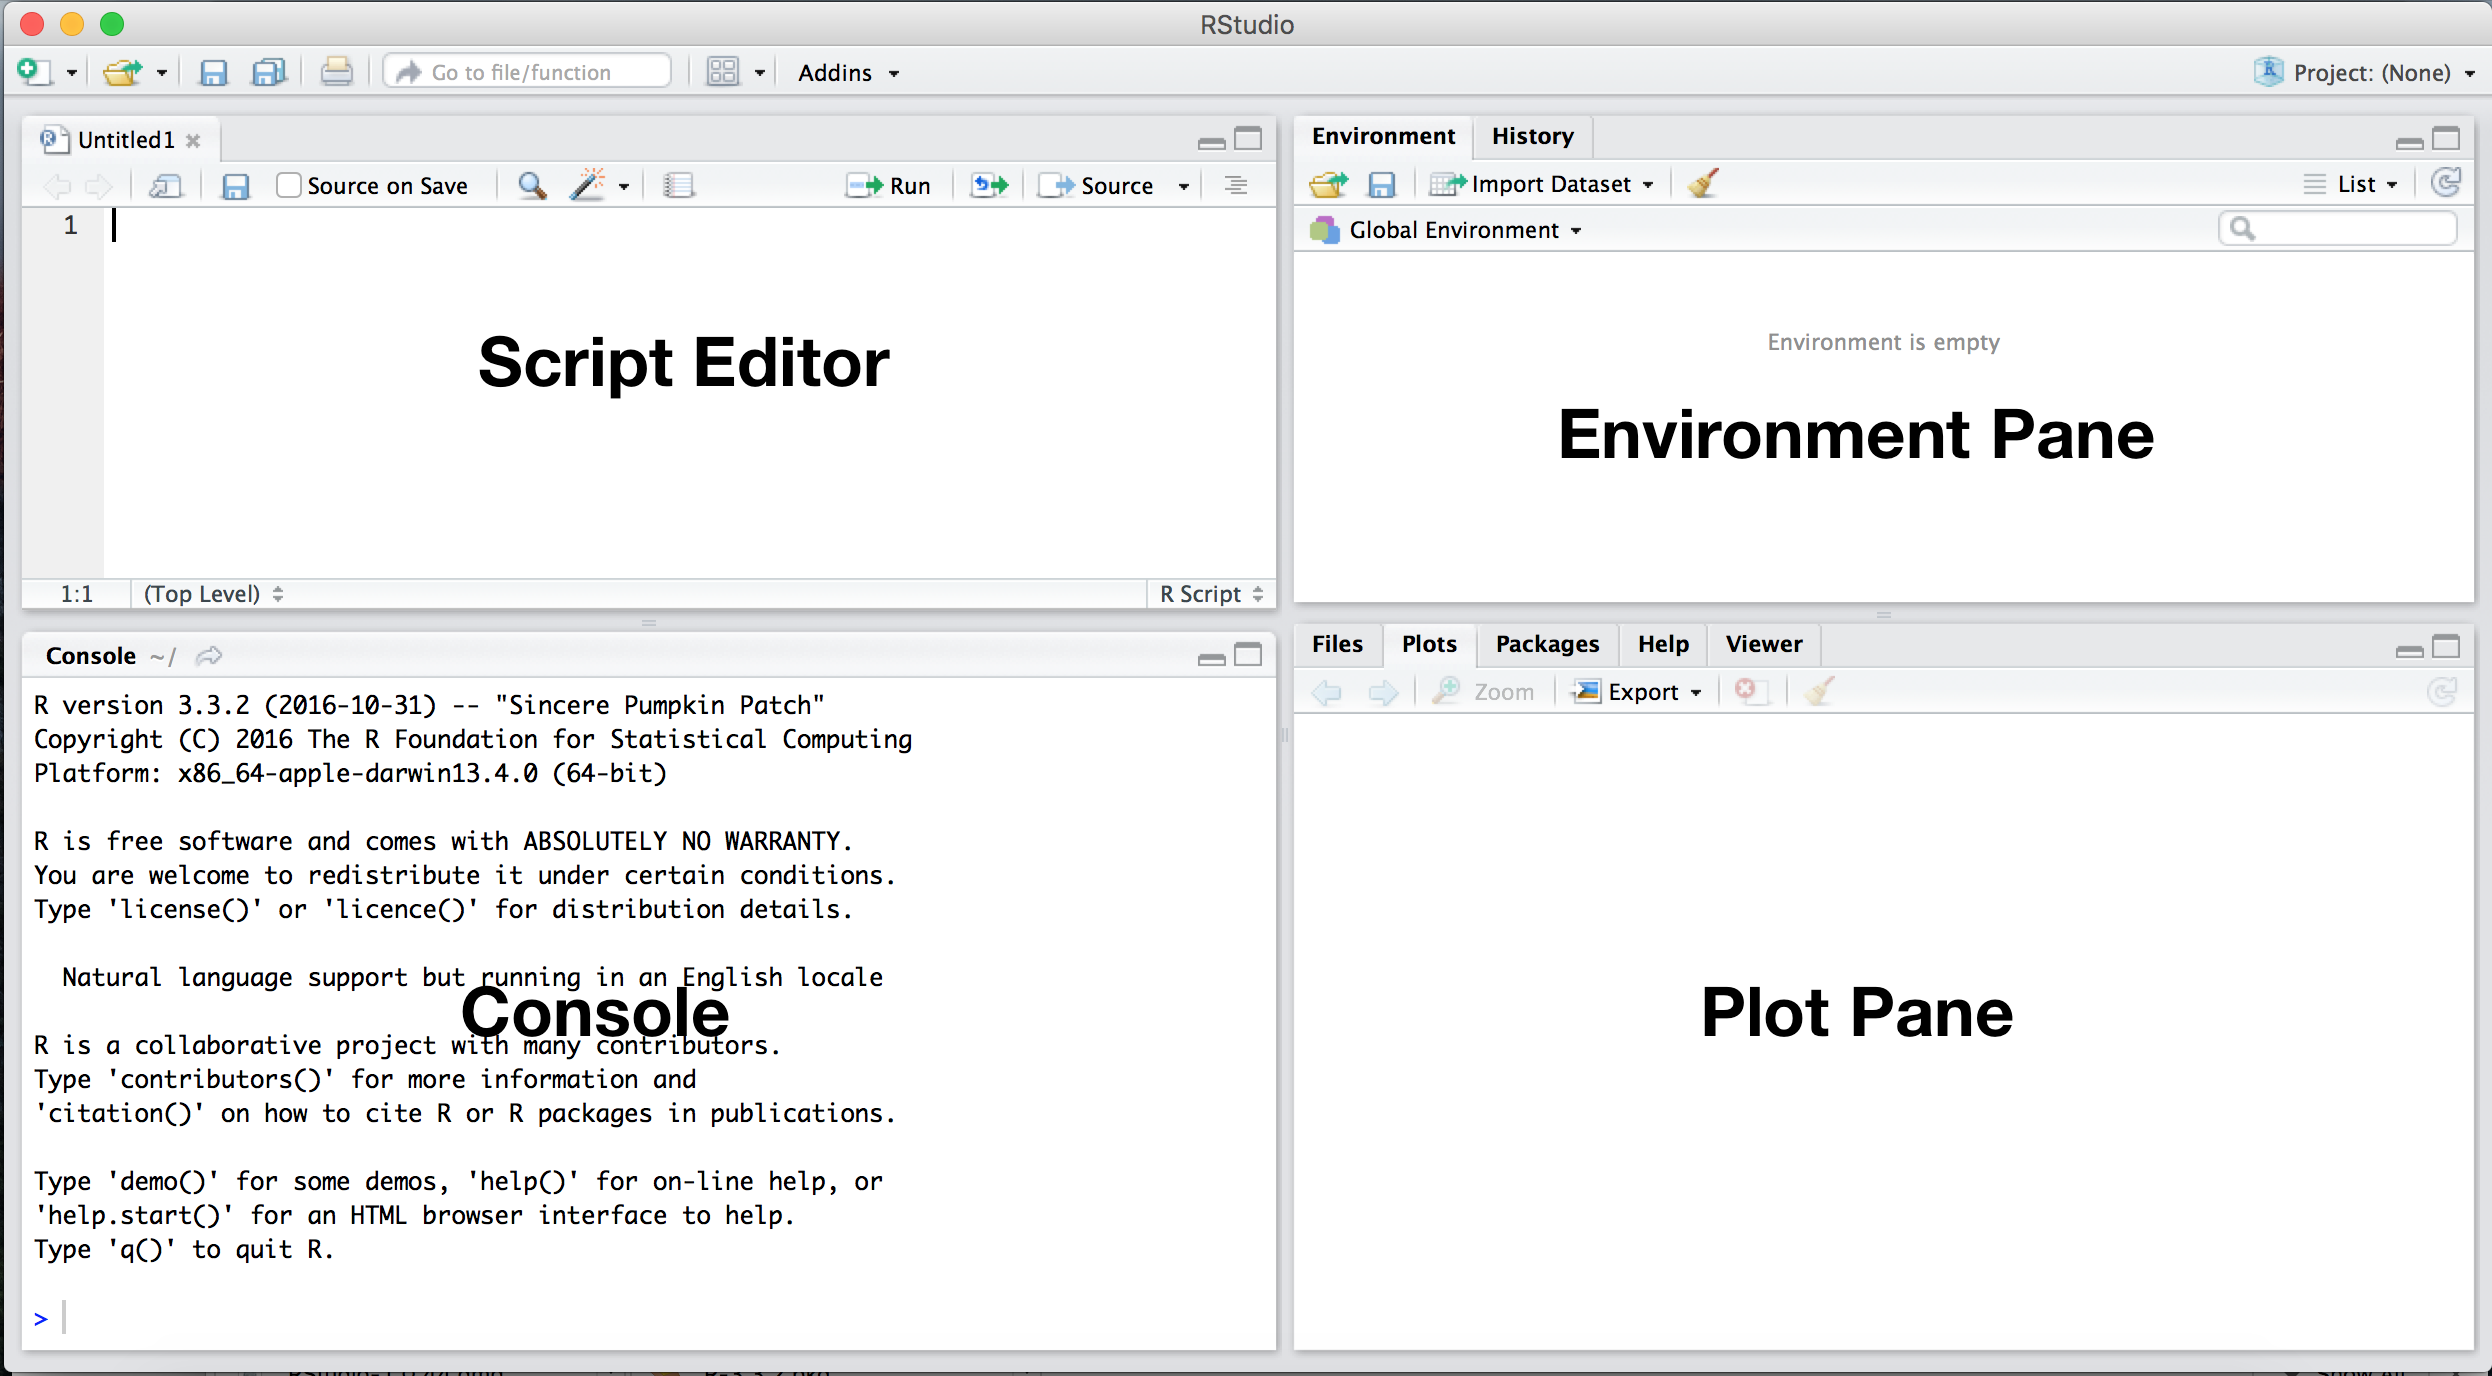 RStudio
Go to file/function
Addins
Project: (None)
Untitled1
Source on Save
Run
Source
1
Script Editor
1:1
(Top Level)
R Script
Environment
History
Import Dataset
List
Global Environment
Environment is empty
Environment Pane
Console ~/
R version 3.3.2 (2016-10-31) -- "Sincere Pumpkin Patch"
Copyright (C) 2016 The R Foundation for Statistical Computing
Platform: x86_64-apple-darwin13.4.0 (64-bit)
R is free software and comes with ABSOLUTELY NO WARRANTY.
You are welcome to redistribute it under certain conditions.
Type 'license()' or 'licence()' for distribution details.
Natural language support but running in an English locale
Console
R is a collaborative project with many contributors.
Type 'contributors()' for more information and
'citation()' on how to cite R or R packages in publications.
Type 'demo()' for some demos, 'help()' for on-line help, or
'help.start()' for an HTML browser interface to help.
Type 'q()' to quit R.
>
Files
Plots
Packages
Help
Viewer
Zoom
Export
Plot Pane